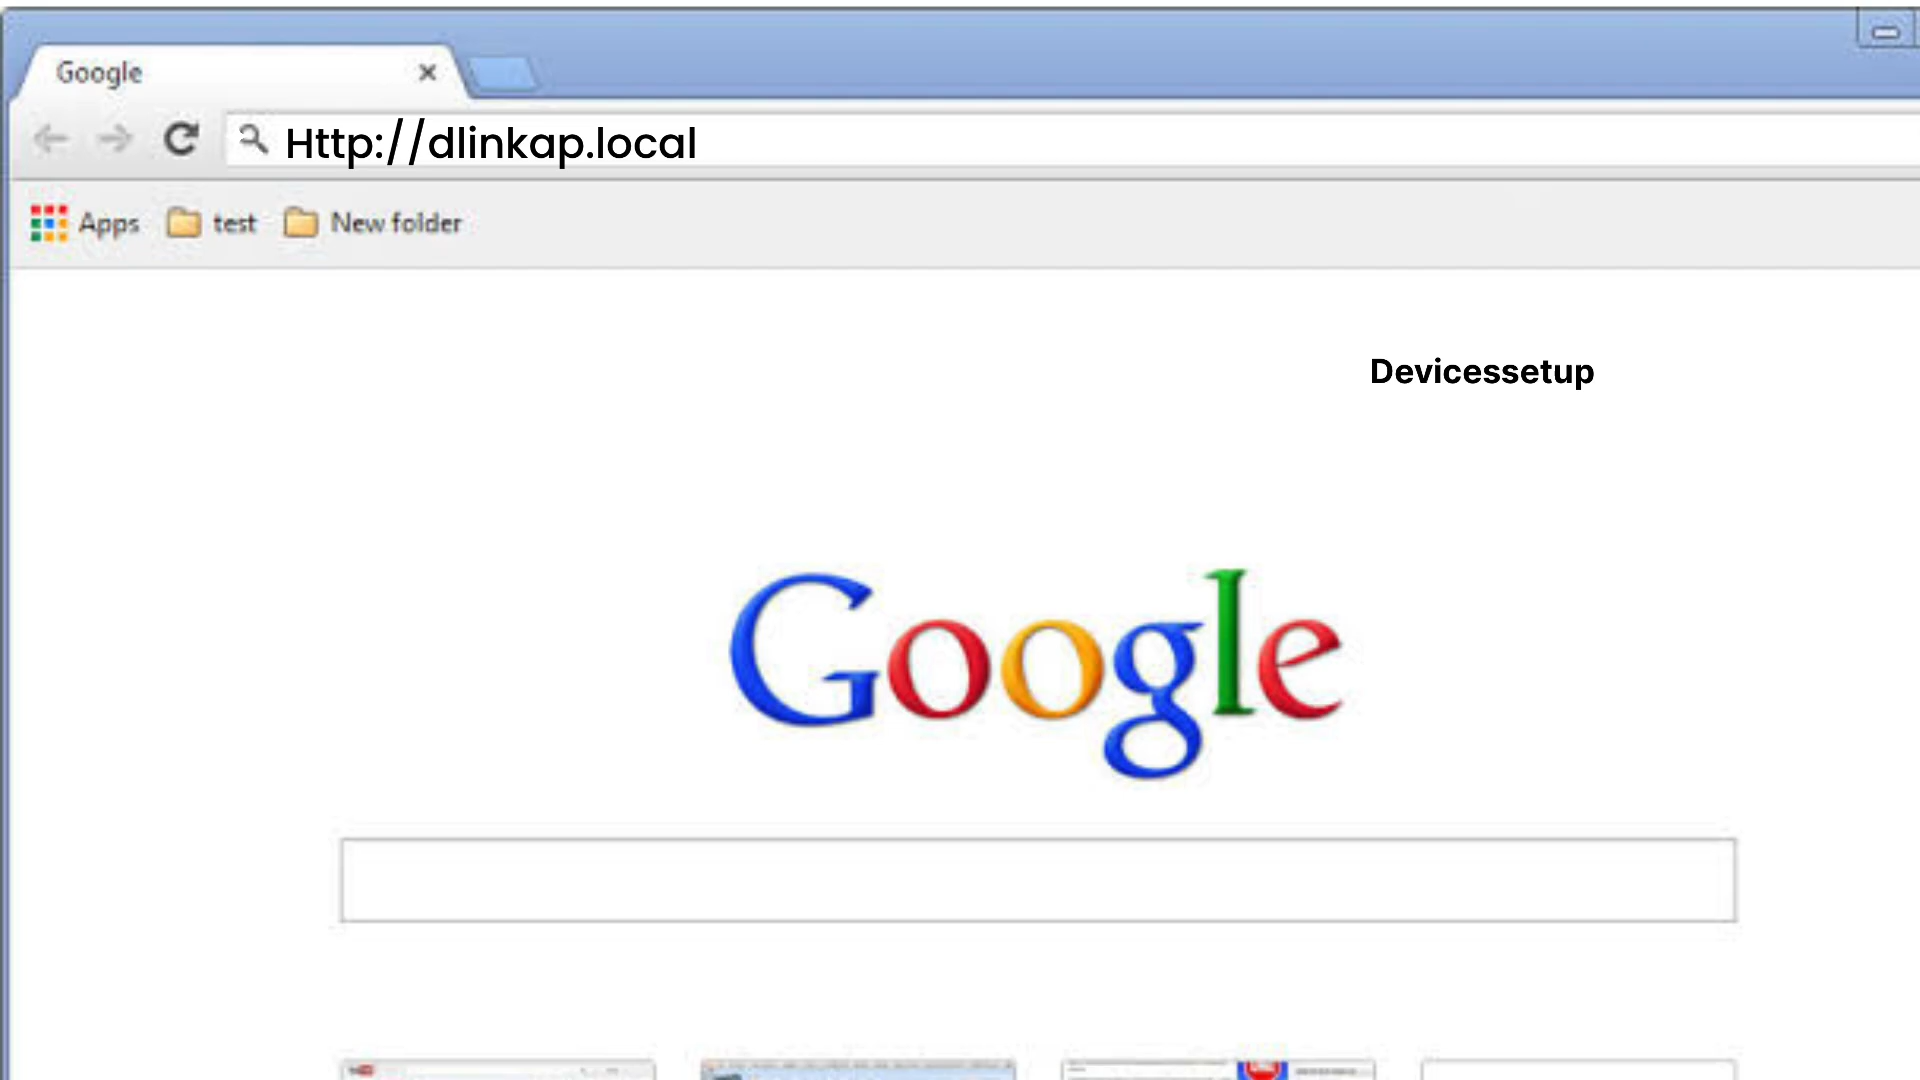 Google
Http://dlinkap.local
Apps test New folder
Devicessetup
Google